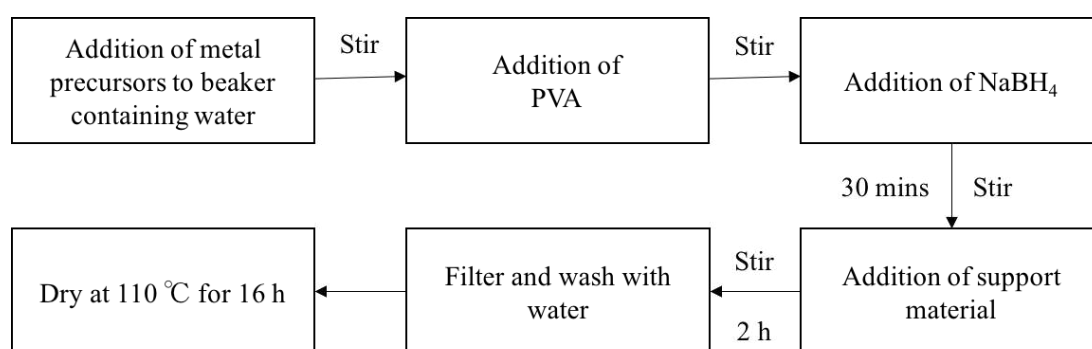 Addition of metal
precursors to beaker
containing water
Stir
Addition of
PVA
Stir
Addition of NaBH₄
30 mins
Stir
Addition of support
material
Stir
2 h
Filter and wash with
water
Dry at 110 ℃ for 16 h